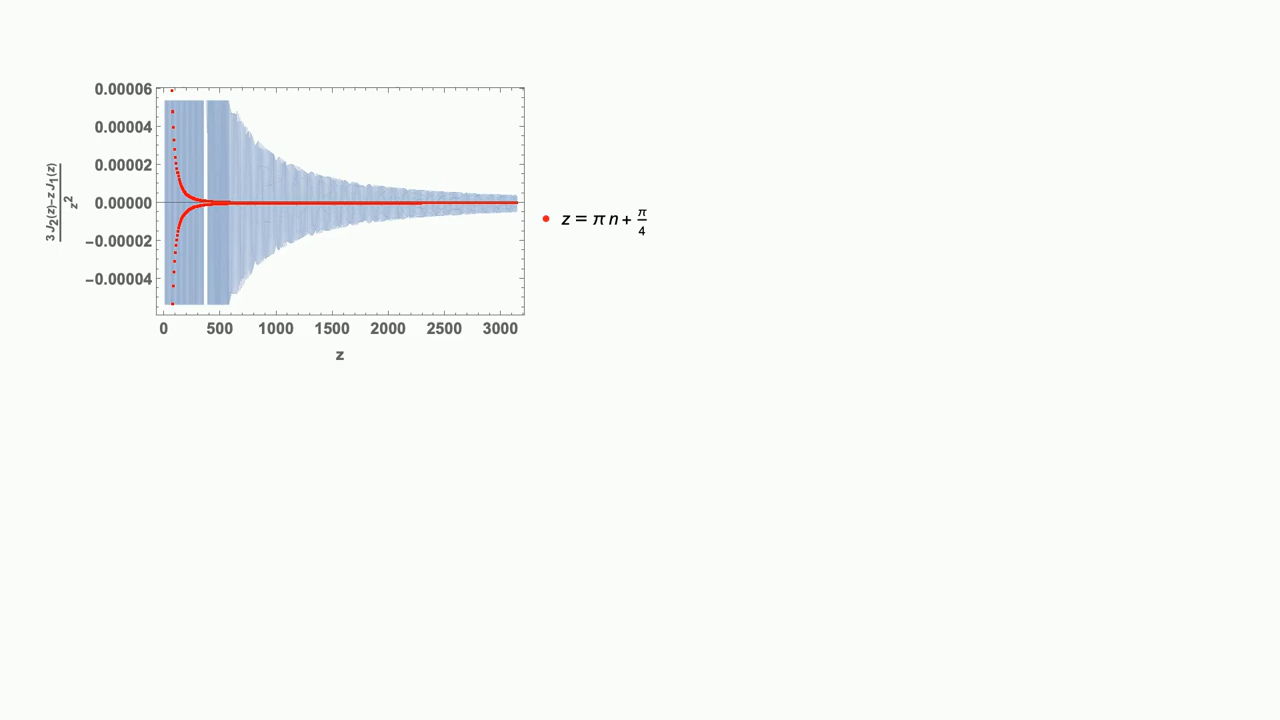 0.00006
0.00004
0.00002
0.00000
−0.00002
−0.00004
3 J2(z)−z J1(z)
z2
0 500 1000 1500 2000 2500 3000
z
z = π n + π/4